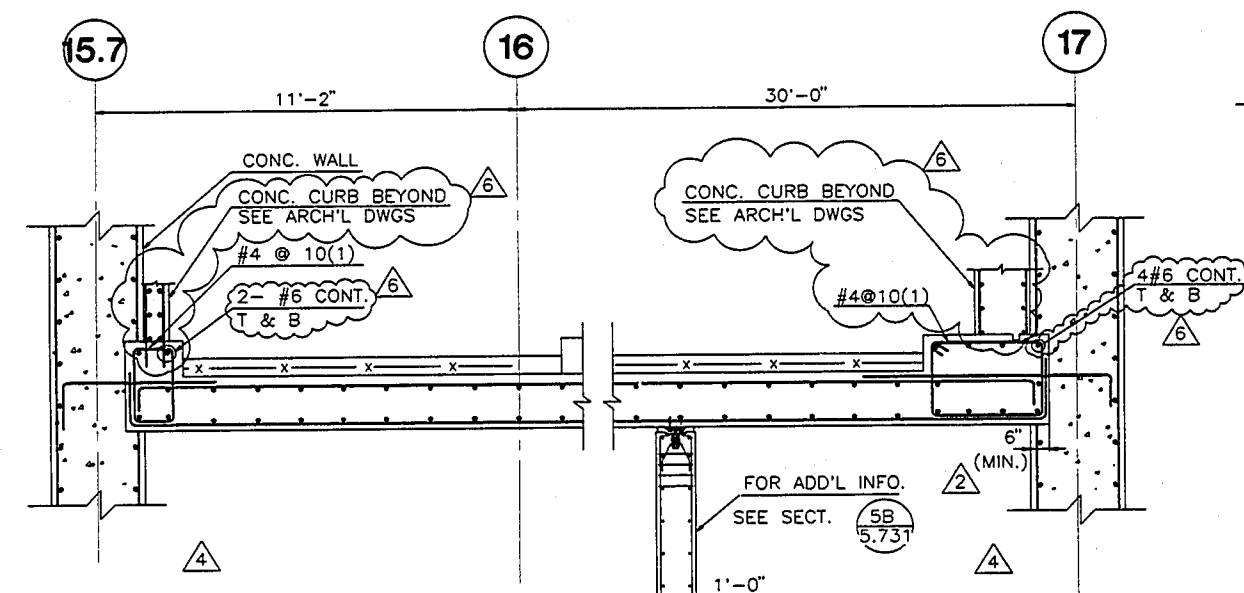 15.7
16
17
11'-2"
30'-0"
CONC. WALL
6
CONC. CURB BEYOND
SEE ARCH'L DWGS
#4 @ 10(1)
2- #6 CONT.
T & B
6
6
CONC. CURB BEYOND
SEE ARCH'L DWGS
#4@10(1)
4#6 CONT.
T & B
6
x x x x x x
6"
(MIN.)
2
FOR ADD'L INFO.
SEE SECT.
5B
5.731
4
4
1'-0"